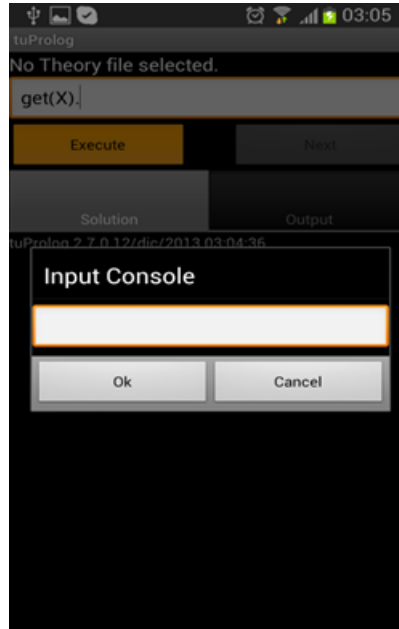 03:05
tuProlog
No Theory file selected.
get(X).
Execute Next
Solution Output
tuProlog 2.7.0 12/dic/2013 03:04:36
Input Console
Ok Cancel